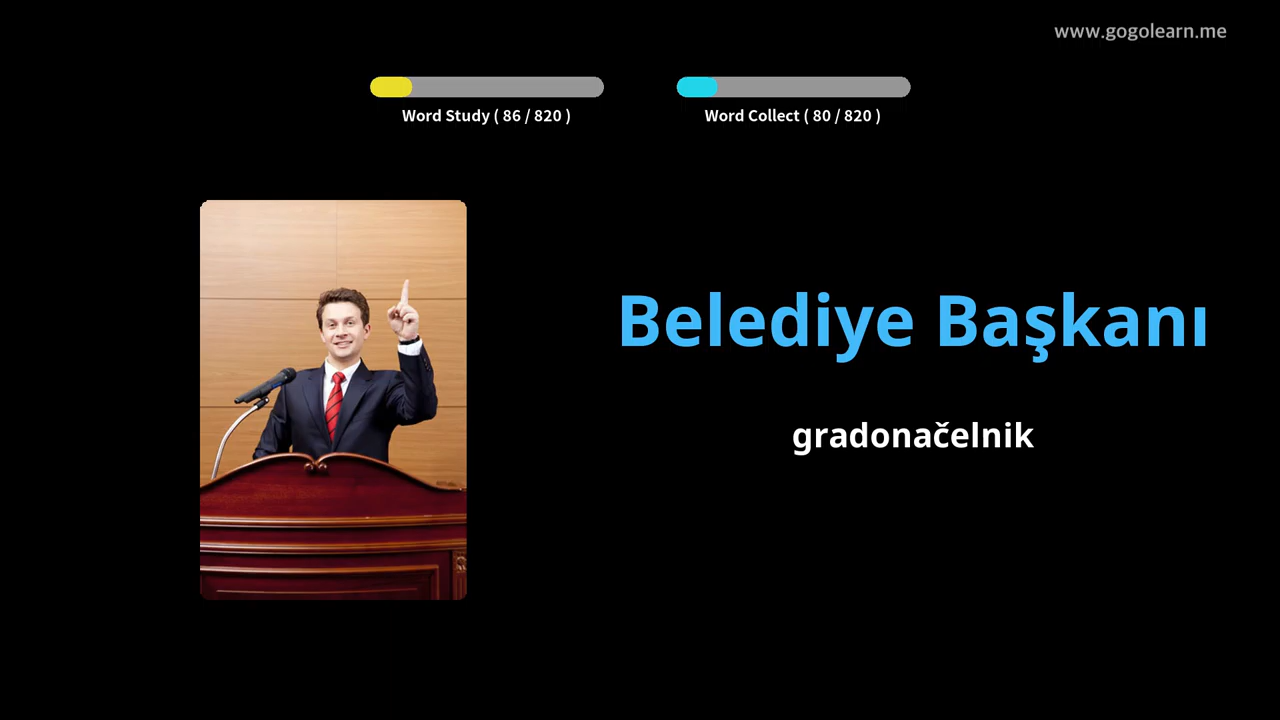 www.gogolearn.me
Word Study ( 86 / 820 )
Word Collect ( 80 / 820 )
Belediye Başkanı
gradonačelnik